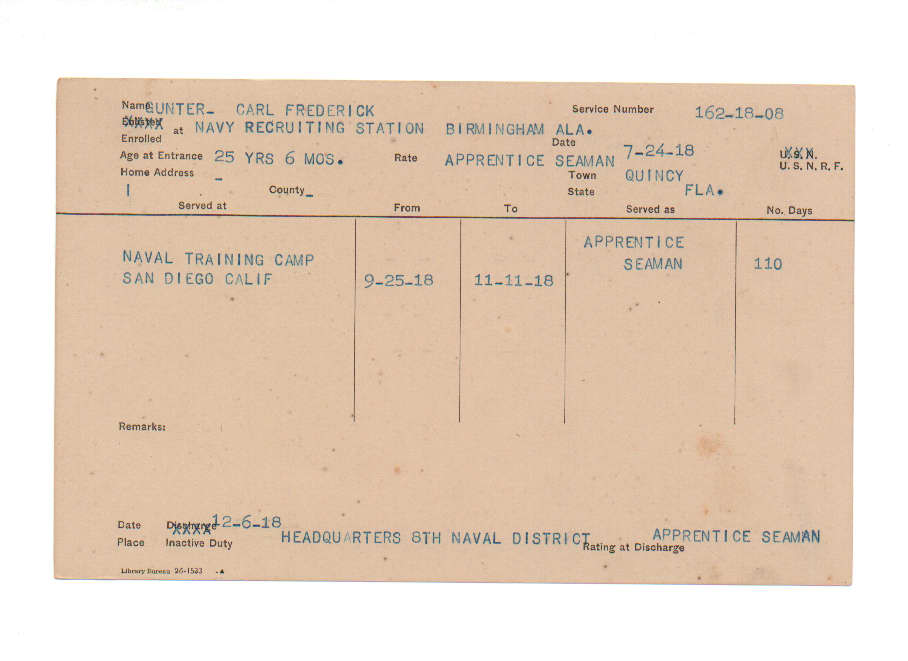 Name GUNTER- CARL FREDERICK Service Number 162-18-08
Enlisted
Enrolled at NAVY RECRUITING STATION BIRMINGHAM ALA.
Date 7-24-18
Age at Entrance 25 YRS 6 MOS. Rate APPRENTICE SEAMAN U.S.N.
U. S. N. R. F.
Home Address - Town QUINCY
County - State FLA.
Served at From To Served as No. Days
APPRENTICE
NAVAL TRAINING CAMP SEAMAN 110
SAN DIEGO CALIF 9-25-18 11-11-18
Remarks:
Date Discharge 12-6-18
Place Inactive Duty HEADQUARTERS 8TH NAVAL DISTRICT Rating at Discharge APPRENTICE SEAMAN
Library Bureau 26-1523